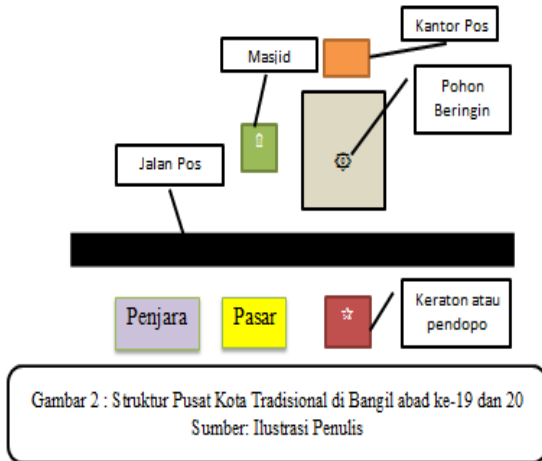 Kantor Pos
Masjid
Pohon
Beringin
Jalan Pos
Penjara
Pasar
Keraton atau
pendopo
Gambar 2 : Struktur Pusat Kota Tradisional di Bangil abad ke-19 dan 20
Sumber: Ilustrasi Penulis